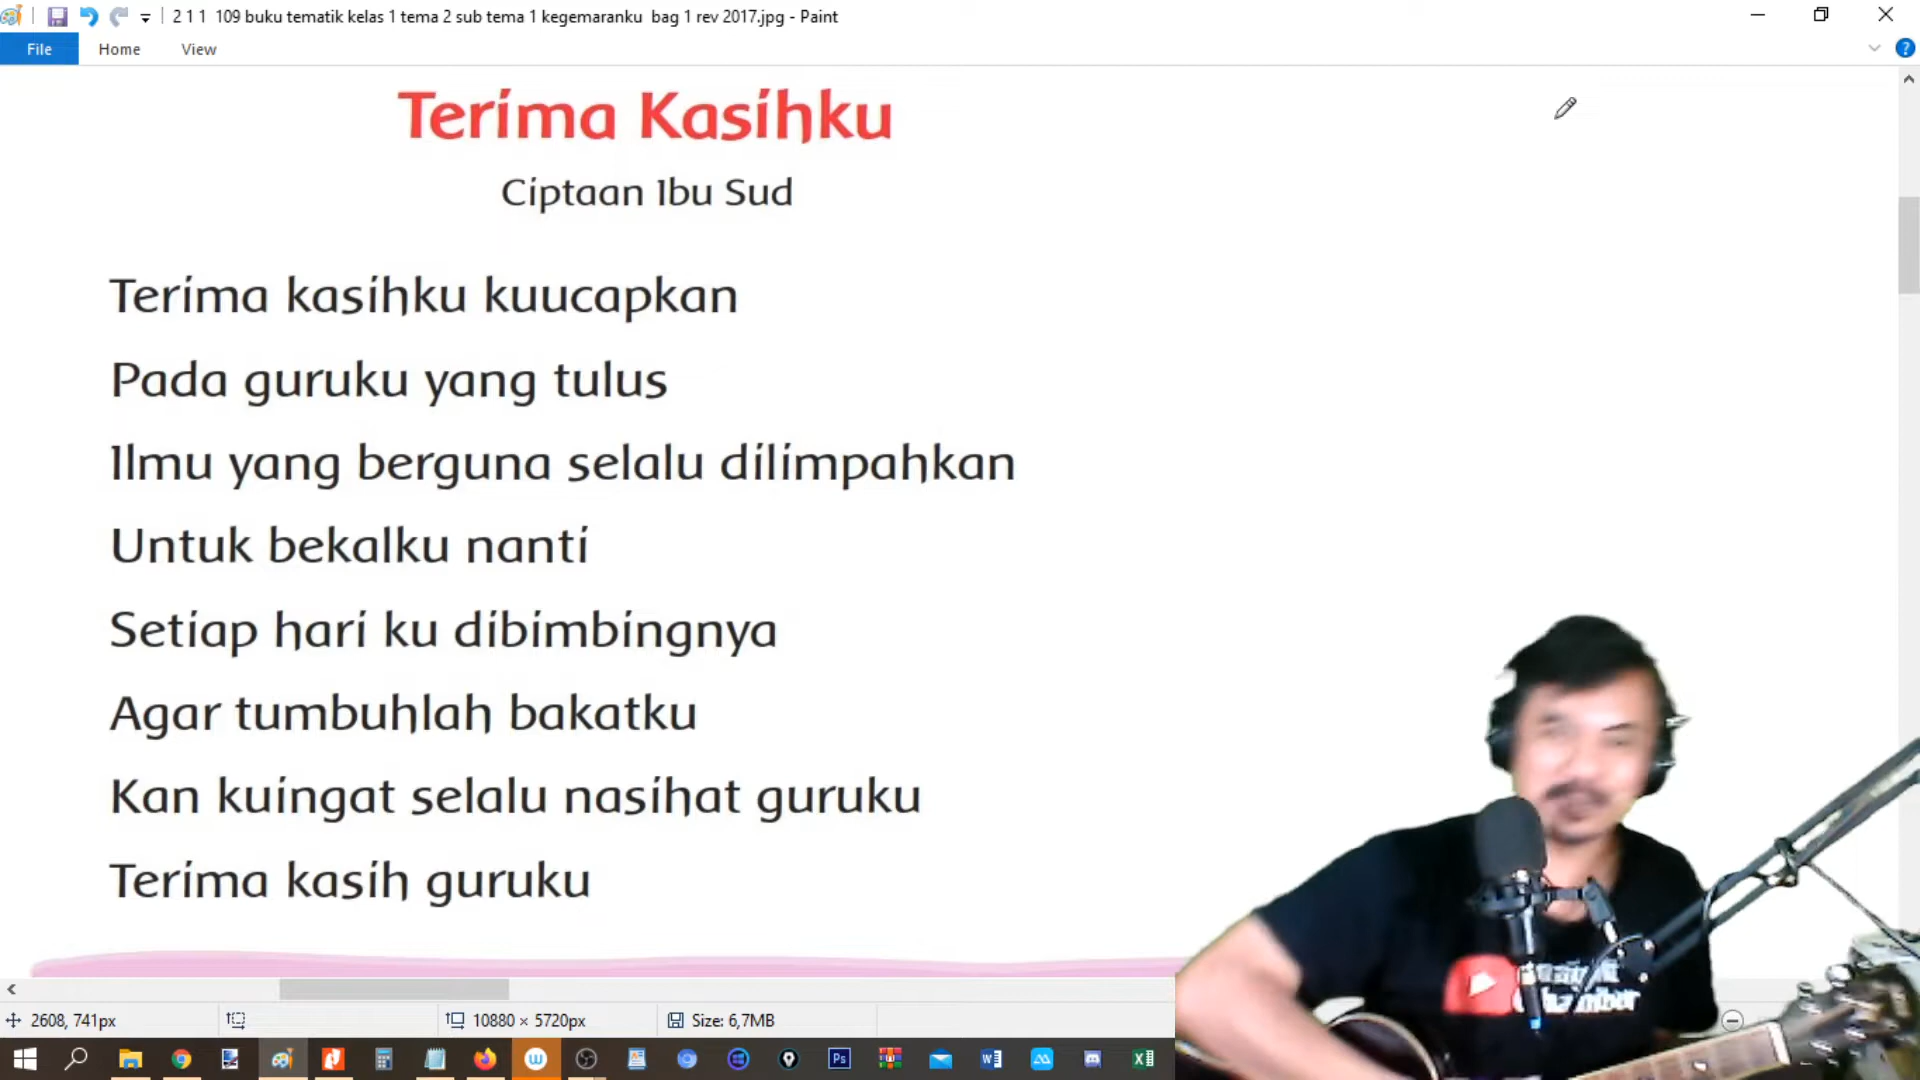 2 1 1  109 buku tematik kelas 1 tema 2 sub tema 1 kegemaranku  bag 1 rev 2017.jpg - Paint
File Home View
Terima Kasihku
Ciptaan Ibu Sud
Terima kasihku kuucapkan
Pada guruku yang tulus
Ilmu yang berguna selalu dilimpahkan
Untuk bekalku nanti
Setiap hari ku dibimbingnya
Agar tumbuhlah bakatku
Kan kuingat selalu nasihat guruku
Terima kasih guruku
2608, 741px 10880 × 5720px Size: 6,7MB